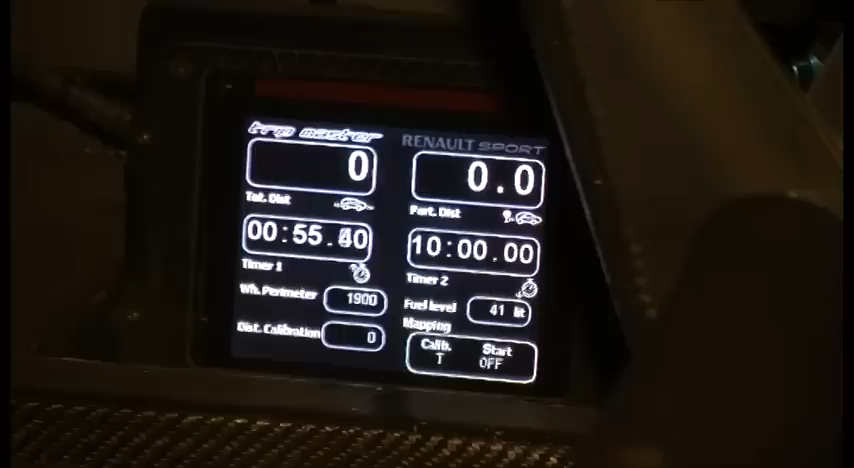 trip master
RENAULT SPORT
0
0.0
Tot. Dist
Part. Dist
00:55.40
10:00.00
Timer 1
Timer 2
Wh. Perimeter 1900
Fuel level 41 lit
Dist. Calibration 0
Mapping
Calib. Start
T OFF